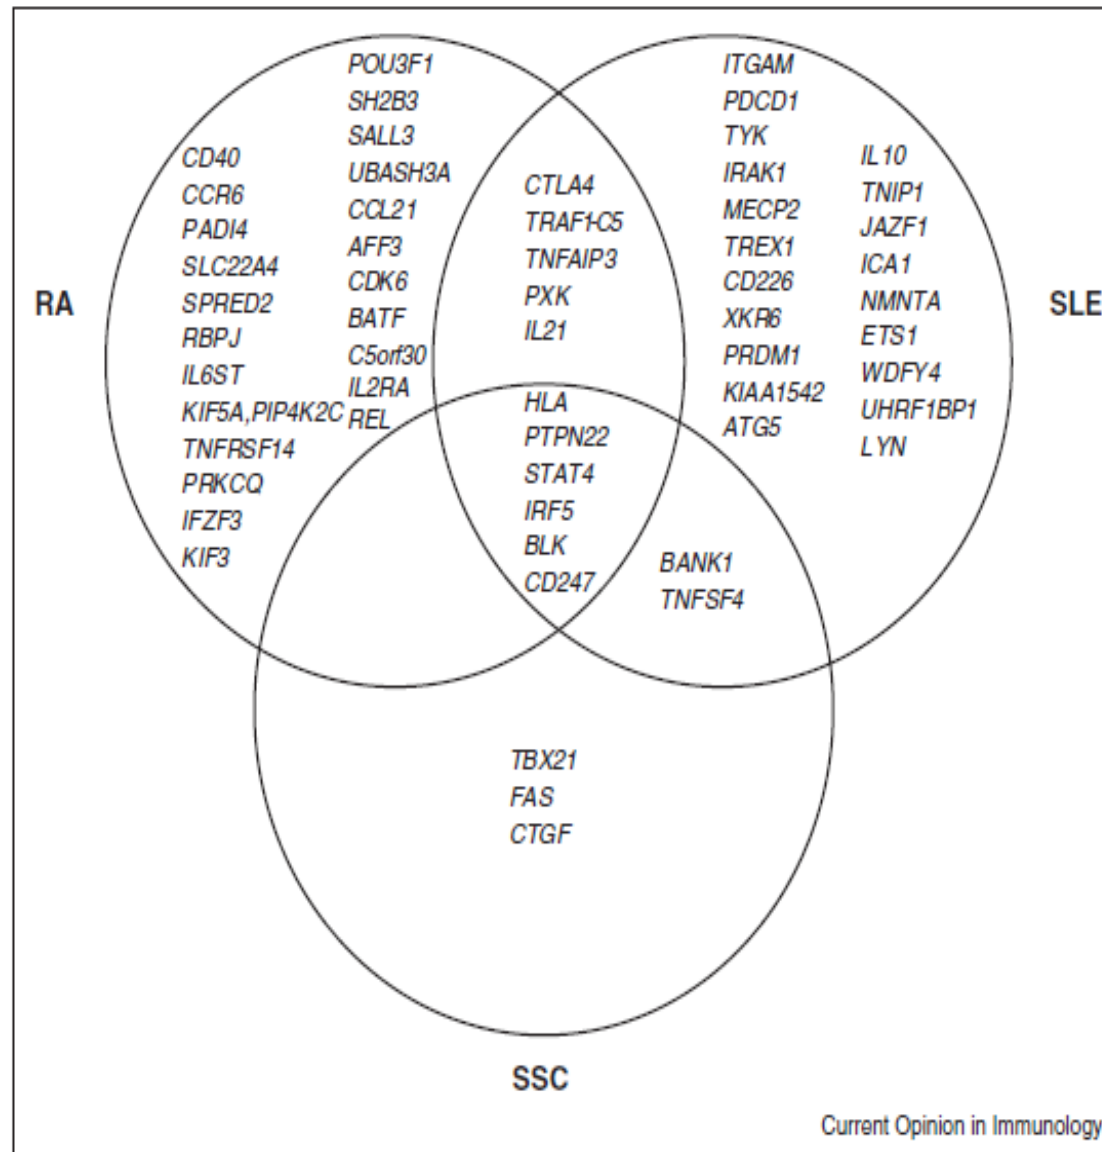 RA
CD40
CCR6
PADI4
SLC22A4
SPRED2
RBPJ
IL6ST
KIF5A,PIP4K2C
TNFRSF14
PRKCQ
IFZF3
KIF3
POU3F1
SH2B3
SALL3
UBASH3A
CCL21
AFF3
CDK6
BATF
C5orf30
IL2RA
REL
CTLA4
TRAF1-C5
TNFAIP3
PXK
IL21
HLA
PTPN22
STAT4
IRF5
BLK
CD247
ITGAM
PDCD1
TYK
IRAK1
MECP2
TREX1
CD226
XKR6
PRDM1
KIAA1542
ATG5
IL10
TNIP1
JAZF1
ICA1
NMNTA
ETS1
WDFY4
UHRF1BP1
LYN
SLE
BANK1
TNFSF4
TBX21
FAS
CTGF
SSC
Current Opinion in Immunology